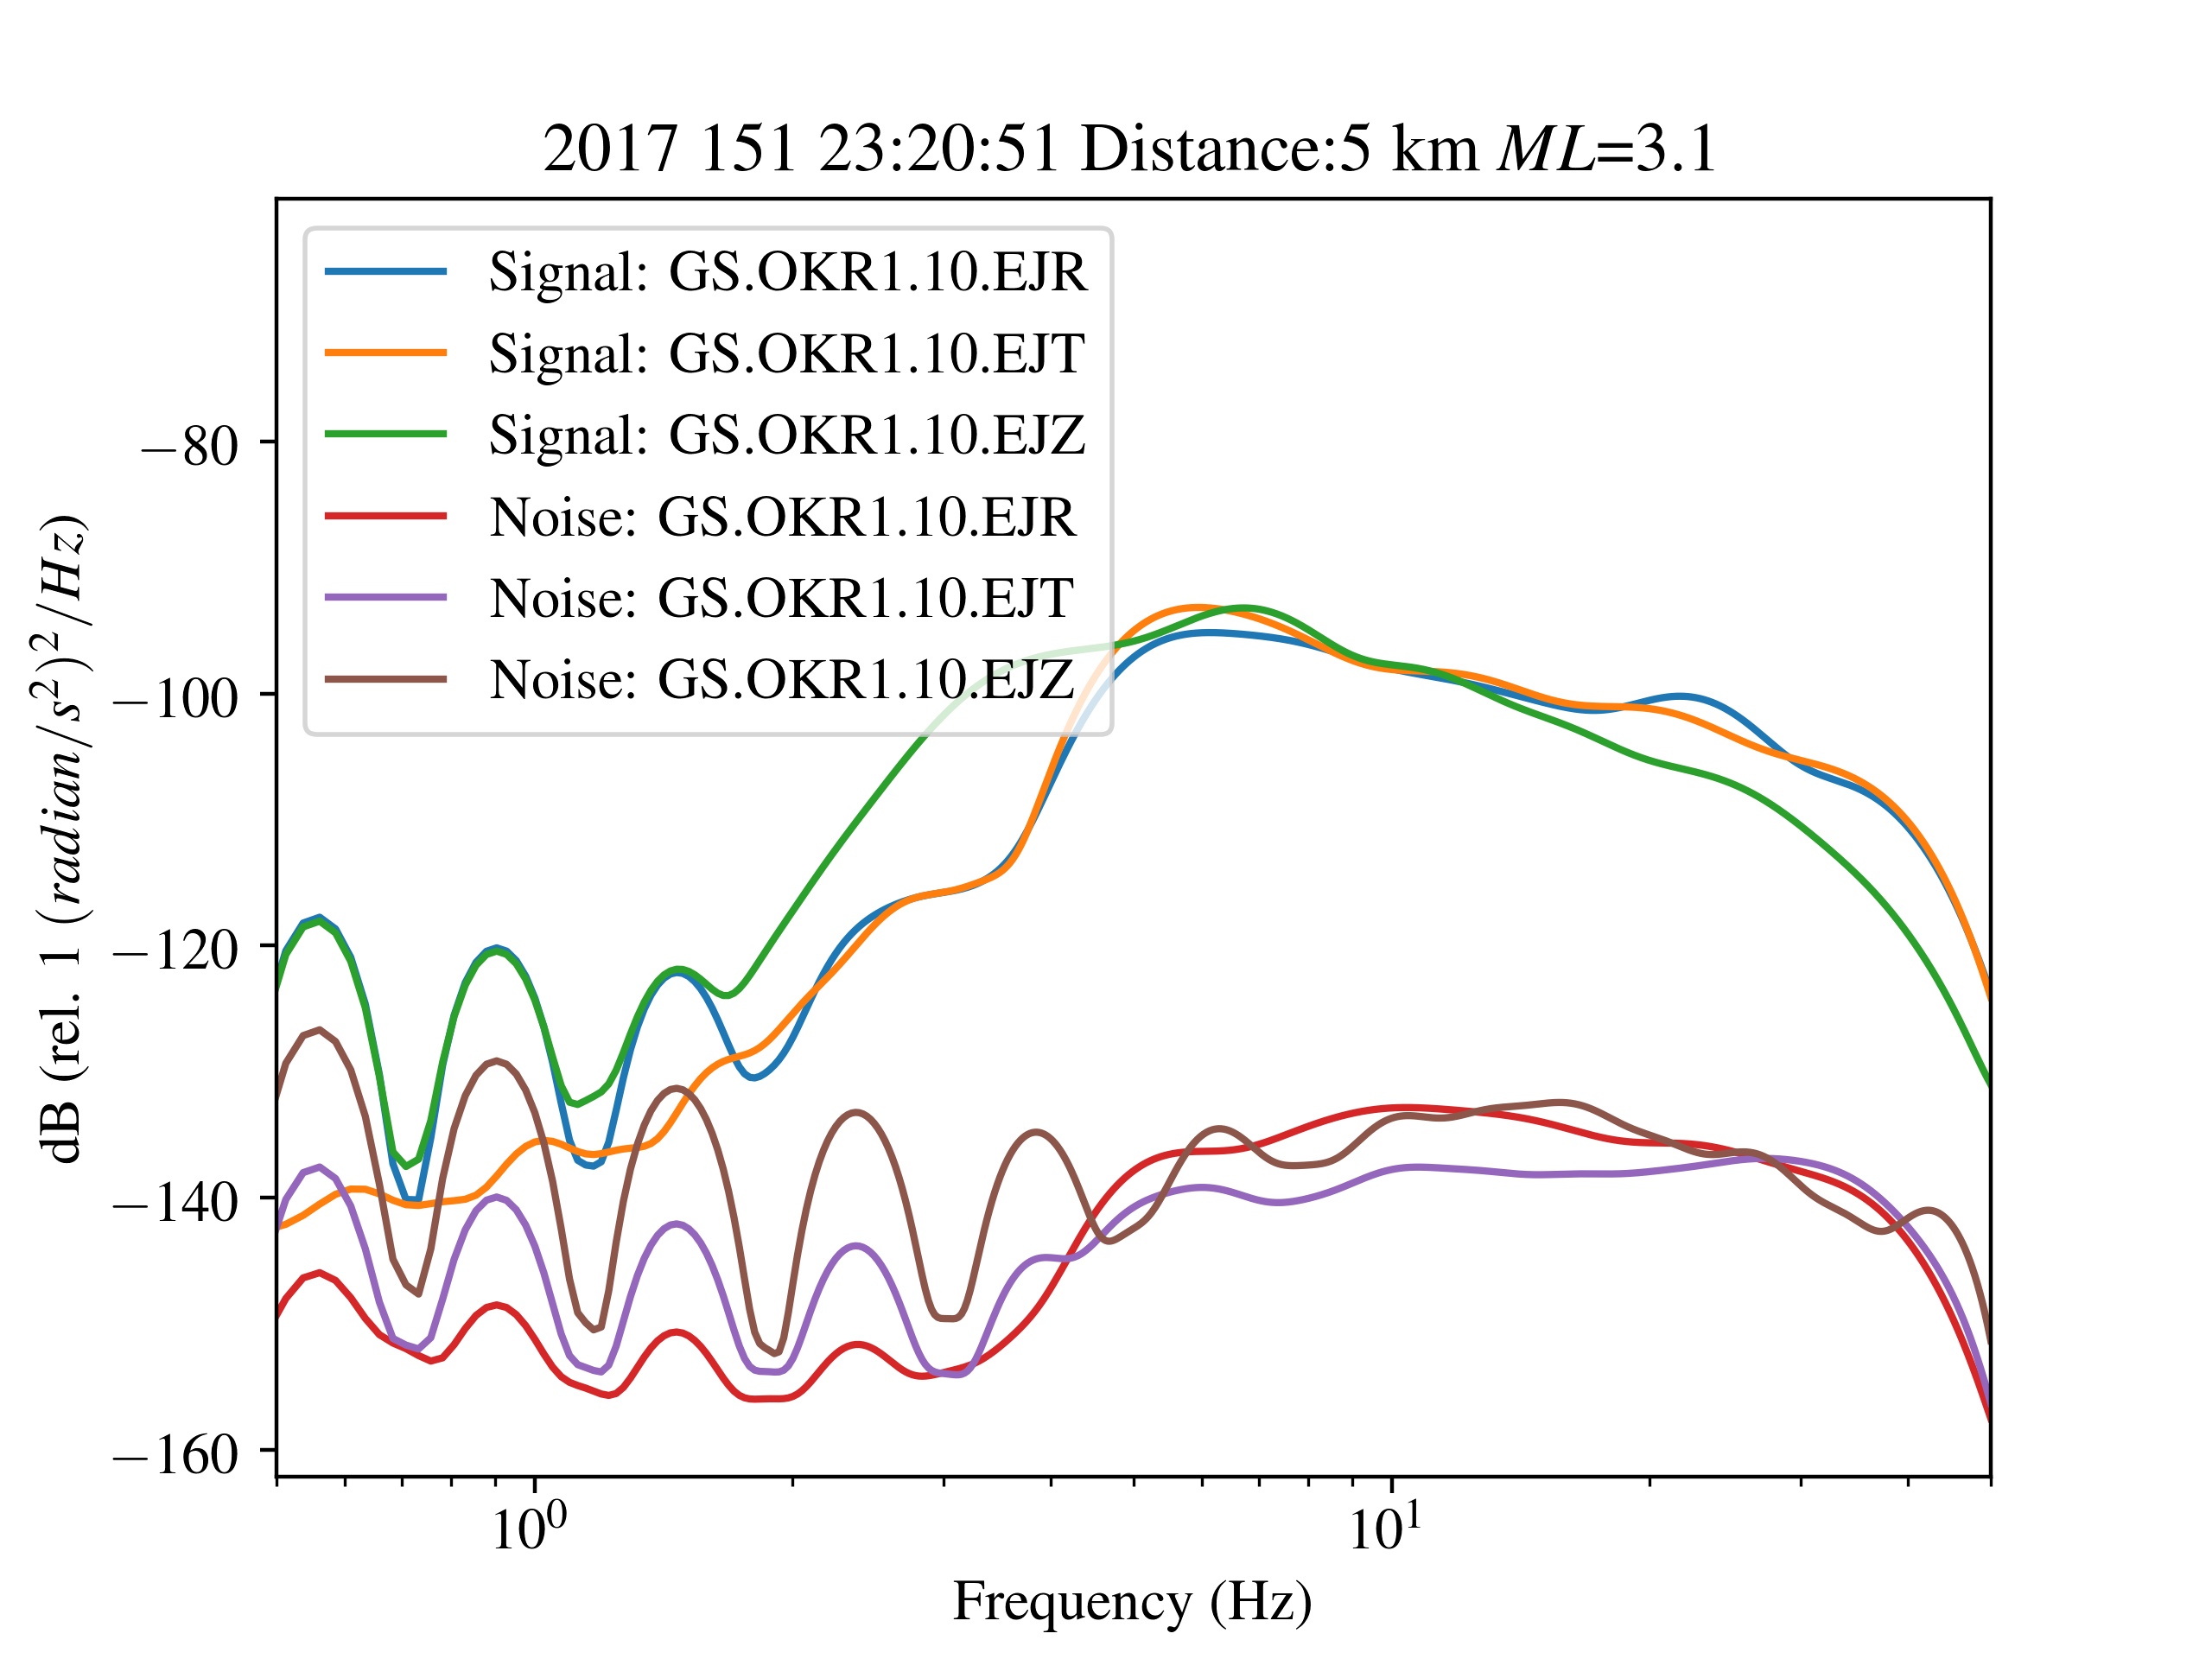 2017 151 23:20:51 Distance:5 km ML=3.1
Signal: GS.OKR1.10.EJR
Signal: GS.OKR1.10.EJT
Signal: GS.OKR1.10.EJZ
Noise: GS.OKR1.10.EJR
Noise: GS.OKR1.10.EJT
Noise: GS.OKR1.10.EJZ
dB (rel. 1 (radian/s²)²/Hz)
−80
−100
−120
−140
−160
10⁰
10¹
Frequency (Hz)